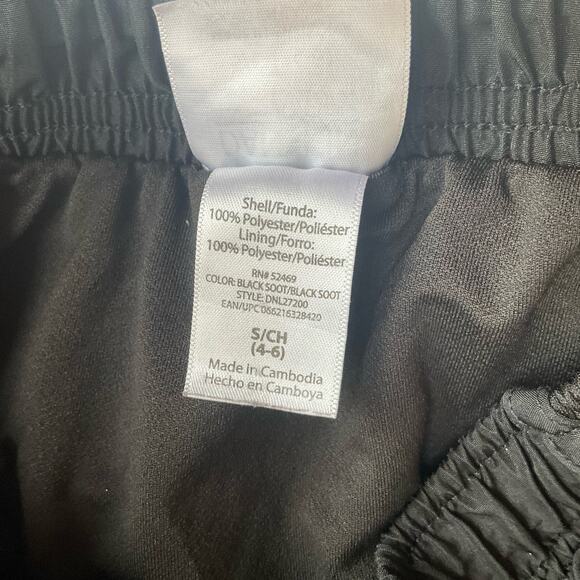 Shell/Funda:
100% Polyester/Poliéster
Lining/Forro:
100% Polyester/Poliéster
RN# 52469
COLOR: BLACK SOOT/BLACK SOOT
STYLE: DNL27200
EAN/UPC 066216328420
S/CH
(4-6)
Made in Cambodia
Hecho en Camboya